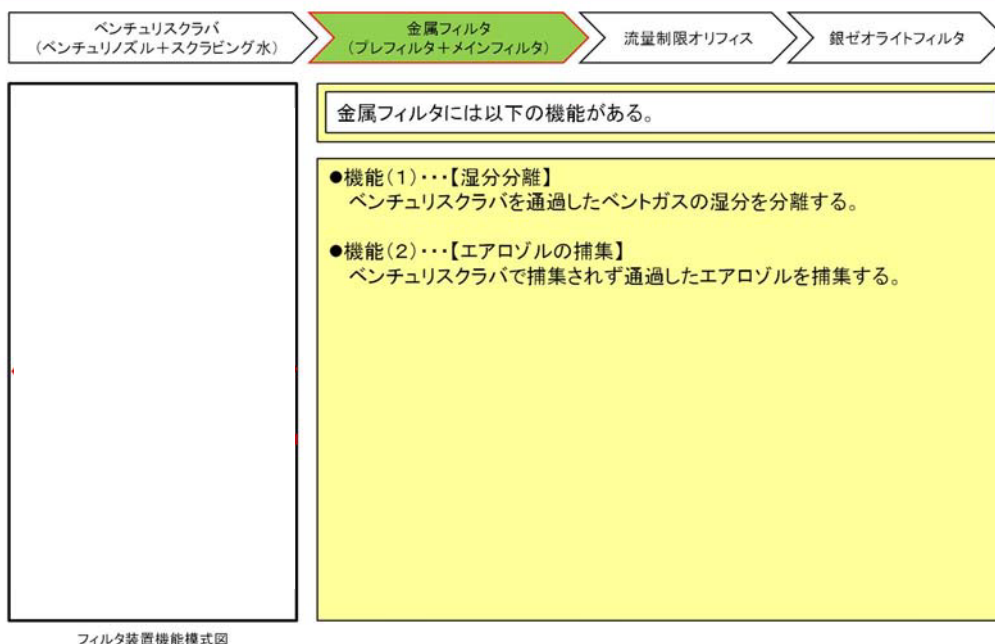 ベンチュリスクラバ
(ベンチュリノズル+スクラビング水)
金属フィルタ
(プレフィルタ+メインフィルタ)
流量制限オリフィス
銀ゼオライトフィルタ
金属フィルタには以下の機能がある。
●機能(1)・・・【湿分分離】
ベンチュリスクラバを通過したベントガスの湿分を分離する。
●機能(2)・・・【エアロゾルの捕集】
ベンチュリスクラバで捕集されず通過したエアロゾルを捕集する。
フィルタ装置機能模式図